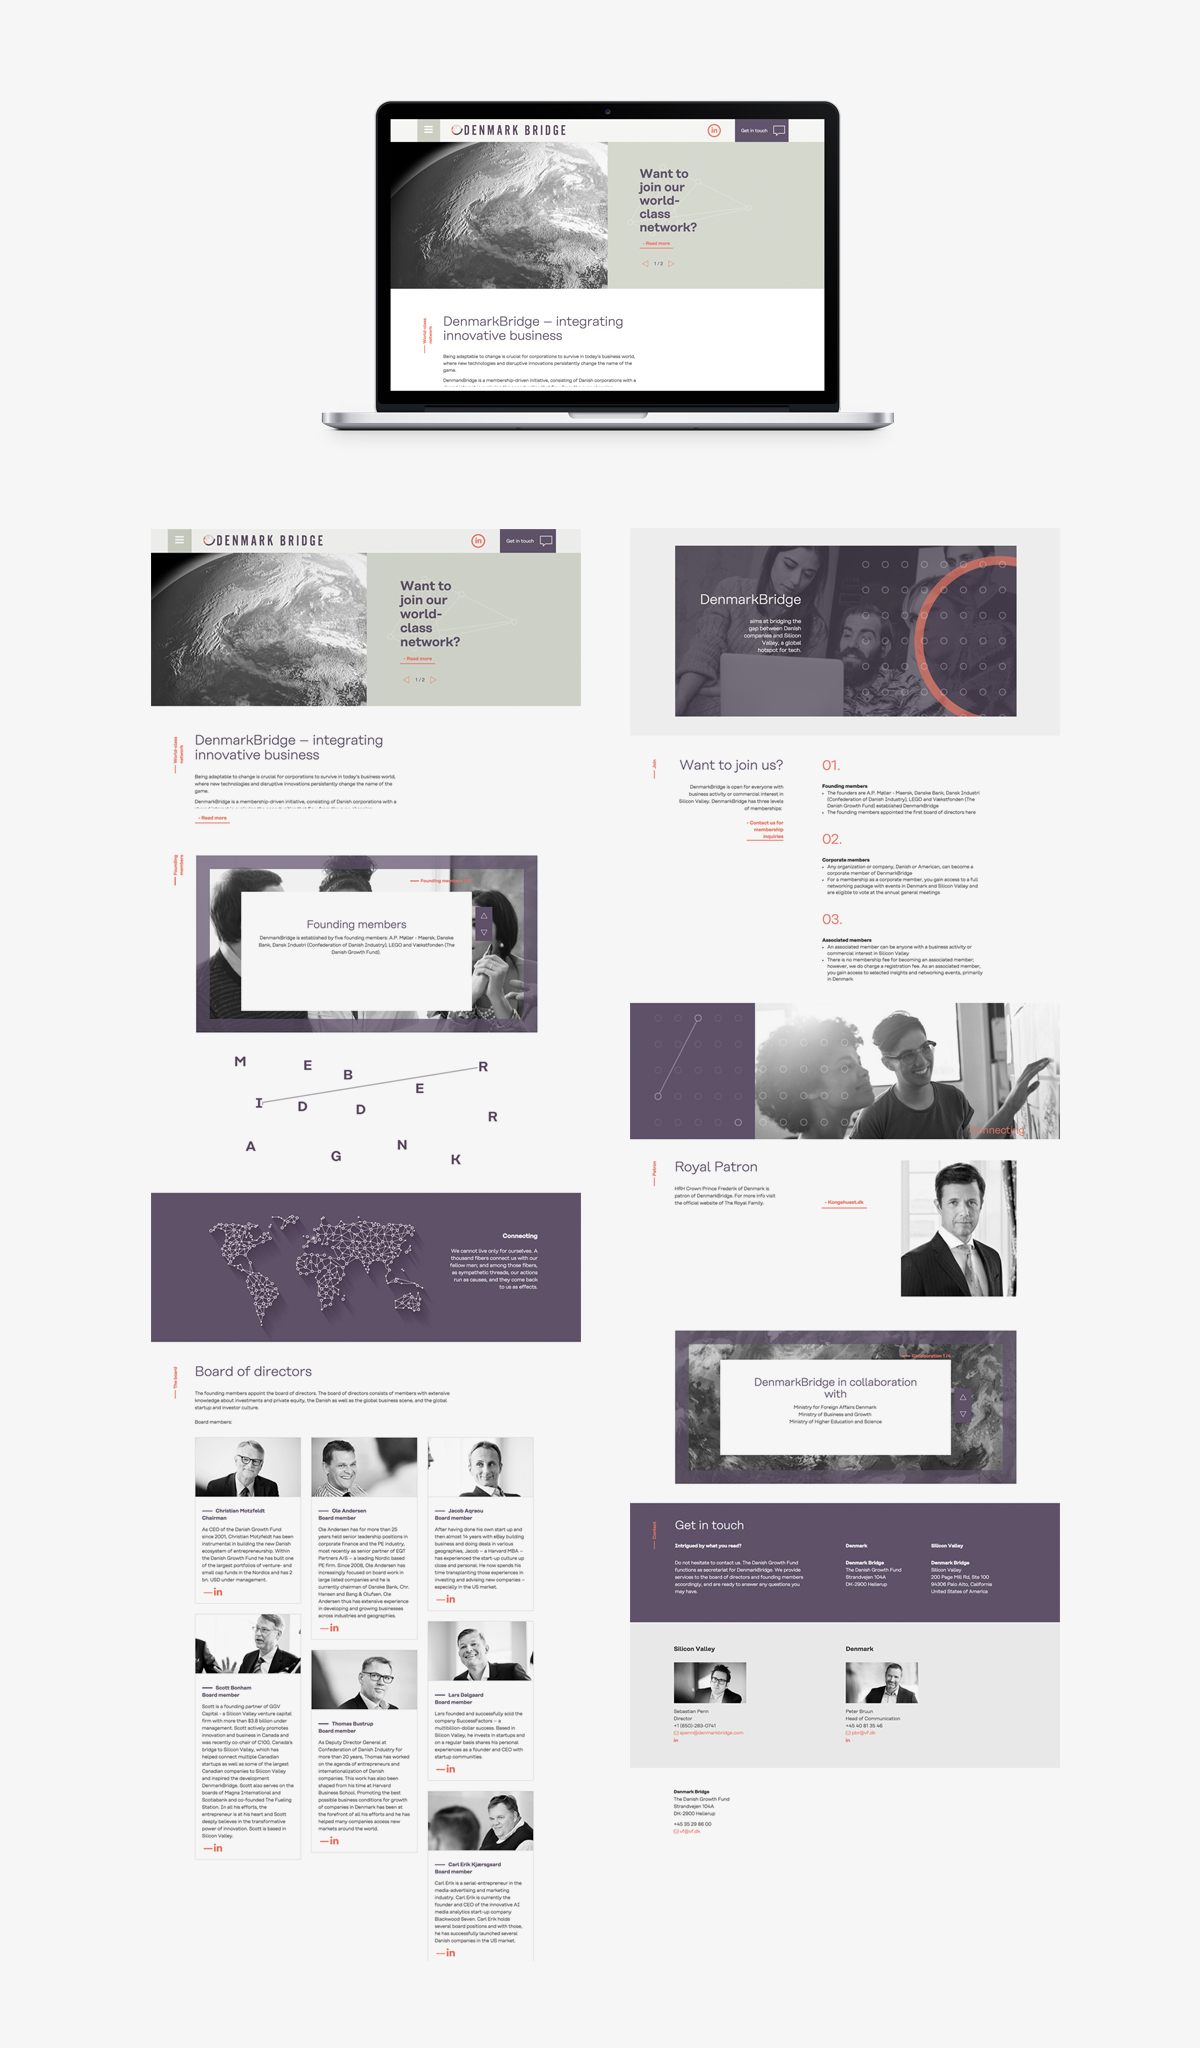 DENMARK BRIDGE
in
Get in touch
Want to
join our
world-
class
network?
- Read more
1 / 2
World-class
network
DenmarkBridge – integrating
innovative business
Being adaptable to change is crucial for corporations to survive in today's business world,
where new technologies and disruptive innovations persistently change the name of the
game.
DenmarkBridge is a membership-driven initiative, consisting of Danish corporations with a
DENMARK BRIDGE
in
Get in touch
Want to
join our
world-
class
network?
- Read more
1 / 2
World-class
network
DenmarkBridge – integrating
innovative business
Being adaptable to change is crucial for corporations to survive in today's business world,
where new technologies and disruptive innovations persistently change the name of the
game.
DenmarkBridge is a membership-driven initiative, consisting of Danish corporations with a
- Read more
Founding
members
Founding
Founding members
DenmarkBridge is established by five founding members: A.P. Møller - Maersk, Danske
Bank, Dansk Industri (Confederation of Danish Industry), LEGO and Vækstfonden (The
Danish Growth Fund).
M E B R
I D D E R
A G N K
Connecting
We cannot live only for ourselves. A
thousand fibers connect us with our
fellow men; and among those fibers,
as sympathetic threads, our actions
run as causes, and they come back
to us as effects.
The board
Board of directors
The founding members appoint the board of directors. The board of directors consists of members with extensive
knowledge about investments and private equity, the Danish as well as the global business scene, and the global
startup and investor culture.
Board members:
Christian Motzfeldt
Chairman
As CEO of the Danish Growth Fund
since 2001, Christian Motzfeldt has been
instrumental in building the new Danish
ecosystem of entrepreneurship. Within
the Danish Growth Fund he has built one
of the largest portfolios of venture- and
small cap funds in the Nordics and has 2
bn. USD under management.
in
Scott Bonham
Board member
Scott is a founding partner of GGV
Capital - a Silicon Valley venture capital
firm with more than $3.8 billion under
management. Scott actively promotes
innovation and business in Canada and
was recently co-chair of C100, Canada's
bridge to Silicon Valley, which has
helped connect multiple Canadian
startups as well as some of the largest
Canadian companies to Silicon Valley
and inspired the development
DenmarkBridge. Scott also serves on the
boards of Magna International and
Scotiabank and co-founded The Fueling
Station. In all his efforts, the
entrepreneur is at his heart and Scott
deeply believes in the transformative
power of innovation. Scott is based in
Silicon Valley.
in
Ole Andersen
Board member
Ole Andersen has for more than 25
years held senior leadership positions in
corporate finance and the PE industry,
most recently as senior partner of EQT
Partners A/S – a leading Nordic based
PE firm. Since 2008, Ole Andersen has
increasingly focused on board work in
large listed companies and he is
currently chairman of Danske Bank, Chr.
Hansen and Bang & Olufsen. Ole
Andersen thus has extensive experience
in developing and growing businesses
across industries and geographies.
in
Thomas Bustrup
Board member
As Deputy Director General at
Confederation of Danish Industry for
more than 20 years, Thomas has worked
on the agenda of entrepreneurs and
internationalization of Danish
companies. This work has also been
shaped from his time at Harvard
Business School. Promoting the best
possible business conditions for growth
of companies in Denmark has been at
the forefront of all his efforts and he has
helped many companies access new
markets around the world.
in
Jacob Aqraou
Board member
After having done his own start up and
then almost 14 years with eBay building
business and doing deals in various
geographies, Jacob – a Harvard MBA –
has experienced the start-up culture up
close and personal. He now spends his
time transplanting those experiences in
investing and advising new companies –
especially in the US market.
in
Lars Dalgaard
Board member
Lars founded and successfully sold the
company SuccessFactors – a
multibillion-dollar success. Based in
Silicon Valley, he invests in startups and
on a regular basis shares his personal
experiences as a founder and CEO with
startup communities.
in
Carl Erik Kjærsgaard
Board member
Carl Erik is a serial-entrepreneur in the
media-advertising and marketing
industry. Carl Erik is currently the
founder and CEO of the innovative AI
media analytics start-up company
Blackwood Seven. Carl Erik holds
several board positions and with those,
he has successfully launched several
Danish companies in the US market.
in
DenmarkBridge
aims at bridging the
gap between Danish
companies and Silicon
Valley, a global
hotspot for tech.
Join
Want to join us?
DenmarkBridge is open for everyone with
business activity or commercial interest in
Silicon Valley. DenmarkBridge has three levels
of memberships:
- Contact us for
membership
inquiries
01.
Founding members
• The founders are A.P. Møller - Maersk, Danske Bank, Dansk Industri
(Confederation of Danish Industry), LEGO and Vækstfonden (The
Danish Growth Fund) established DenmarkBridge
• The founding members appointed the first board of directors here
02.
Corporate members
• Any organization or company, Danish or American, can become a
corporate member of DenmarkBridge
• For a membership as a corporate member, you gain access to a full
networking package with events in Denmark and Silicon Valley and
are eligible to vote at the annual general meetings
03.
Associated members
• An associated member can be anyone with a business activity or
commercial interest in Silicon Valley
• There is no membership fee for becoming an associated member;
however, we do charge a registration fee. As an associated member,
you gain access to selected insights and networking events, primarily
in Denmark
Connecting
Patron
Royal Patron
HRH Crown Prince Frederik of Denmark is
patron of DenmarkBridge. For more info visit
the official website of The Royal Family.
- Kongehuset.dk
Collaboration 1/4
DenmarkBridge in collaboration
with
Ministry for Foreign Affairs Denmark
Ministry of Business and Growth
Ministry of Higher Education and Science
Contact
Get in touch
Intrigued by what you read?
Do not hesitate to contact us. The Danish Growth Fund
functions as secretariat for DenmarkBridge. We provide
services to the board of directors and founding members
accordingly, and are ready to answer any questions you
may have.
Denmark
Denmark Bridge
The Danish Growth Fund
Strandvejen 104A
DK-2900 Hellerup
Silicon Valley
Denmark Bridge
Silicon Valley
200 Page Mill Rd, Ste 100
94306 Palo Alto, California
United States of America
Silicon Valley
Sebastian Penn
Director
+1 (650)-283-0741
spenn@denmarkbridge.com
in
Denmark
Peter Bruun
Head of Communication
+45 40 81 35 46
pbr@vf.dk
in
Denmark Bridge
The Danish Growth Fund
Strandvejen 104A
DK-2900 Hellerup
+45 35 29 86 00
vf@vf.dk